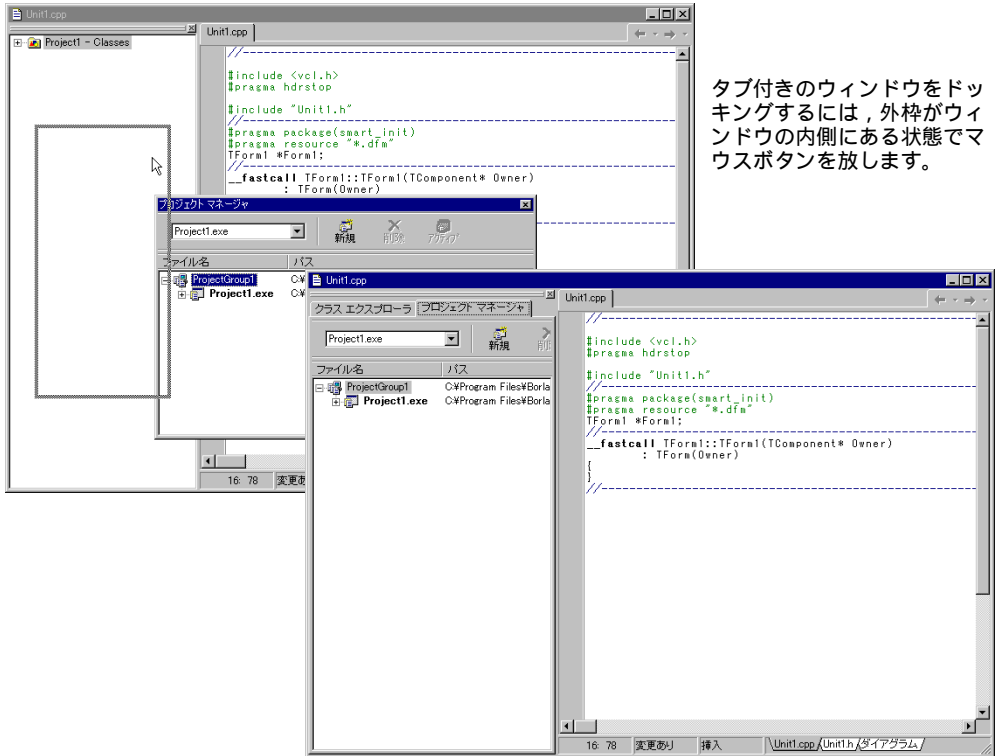 Unit1.cpp
Project1 - Classes
Unit1.cpp
//
#include <vcl.h>
#pragma hdrstop
#include "Unit1.h"
//
#pragma package(smart_init)
#pragma resource "*.dfm"
TForm1 *Form1;
//
__fastcall TForm1::TForm1(TComponent* Owner)
: TForm(Owner)
タブ付きのウィンドウをドッ
キングするには，外枠がウィ
ンドウの内側にある状態でマ
ウスボタンを放します。
プロジェクト マネージャ
Project1.exe
新規 削除 アクティブ
ファイル名 パス
ProjectGroup1 C:¥
Project1.exe C:¥
16: 78 変更あ
Unit1.cpp
クラス エクスプローラ プロジェクト マネージャ
Project1.exe
新規 削
ファイル名 パス
ProjectGroup1 C:¥Program Files¥Borla
Project1.exe C:¥Program Files¥Borla
Unit1.cpp
//
#include <vcl.h>
#pragma hdrstop
#include "Unit1.h"
//
#pragma package(smart_init)
#pragma resource "*.dfm"
TForm1 *Form1;
//
__fastcall TForm1::TForm1(TComponent* Owner)
: TForm(Owner)
{
}
//
16: 78 変更あり 挿入 Unit1.cpp Unit1.h ダイアグラム